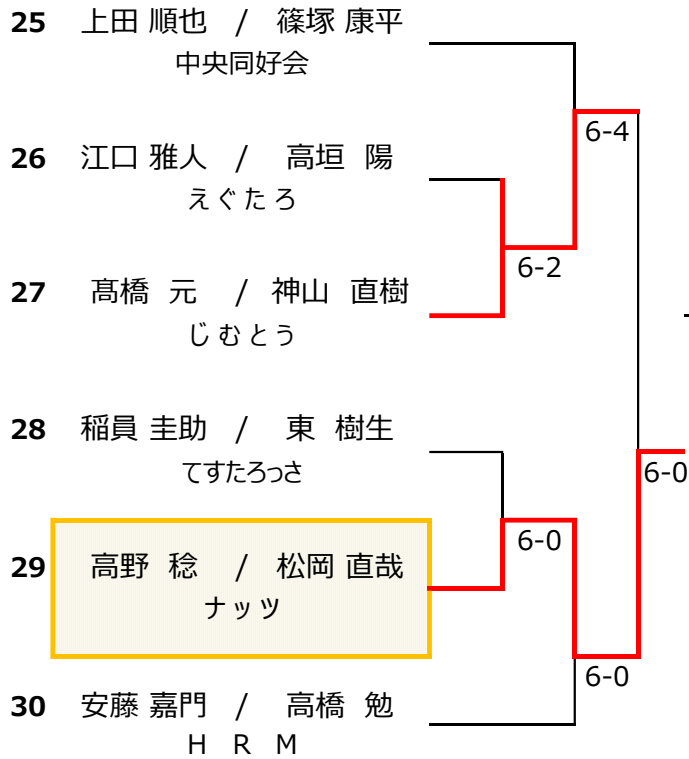 25 上田 順也 / 篠塚 康平
中央同好会
6-4
26 江口 雅人 / 高垣 陽
えぐたろ
6-2
27 髙橋 元 / 神山 直樹
じむとう
28 稲員 圭助 / 東 樹生
てすたろっさ
6-0
6-0
29 高野 稔 / 松岡 直哉
ナッツ
6-0
30 安藤 嘉門 / 高橋 勉
H R M